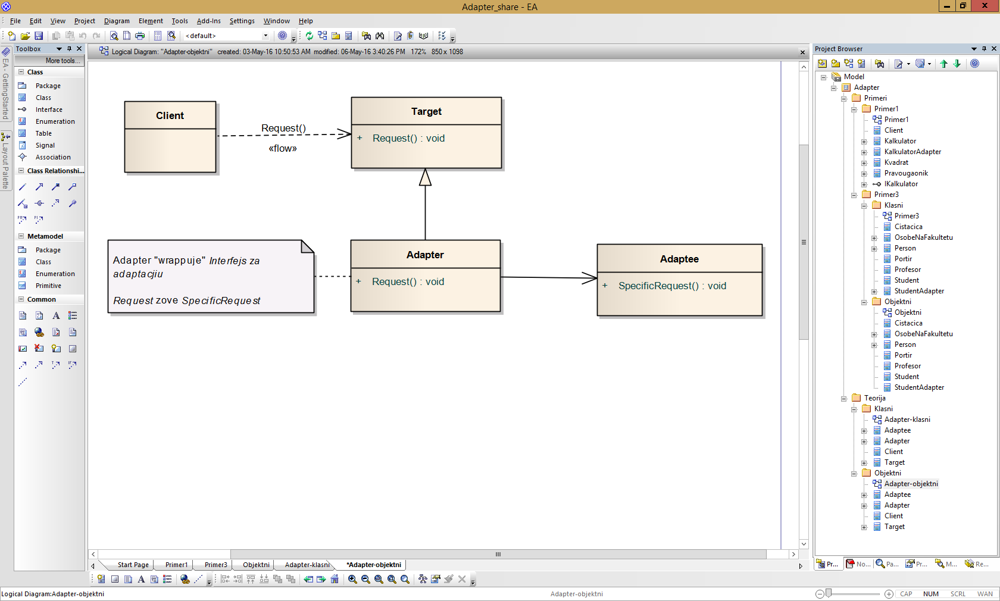 Adapter_share - EA
File Edit View Project Diagram Element Tools Add-Ins Settings Window Help
<default>
EA - GettingStarted
Layout Palette
Toolbox
More tools...
Class
Package
Class
Interface
Enumeration
Table
Signal
Association
Class Relationshi...
Metamodel
Package
Class
Enumeration
Primitive
Common
Logical Diagram: "Adapter-objektni" created: 03-May-16 10:50:53 AM modified: 06-May-16 3:40:26 PM 172% 850 x 1098
Client
Request()
«flow»
Target
+ Request() : void
Adapter "wrappuje" Interfejs za
adaptacjiu
Request zove SpecificRequest
Adapter
+ Request() : void
Adaptee
+ SpecificRequest() : void
Start Page Primer1 Primer3 Objektni Adapter-klasni *Adapter-objektni
Project Browser
Model
Adapter
Primeri
Primer1
Primer1
Client
Kalkulator
KalkulatorAdapter
Kvadrat
Pravougaonik
IKalkulator
Primer3
Klasni
Primer3
Cistacica
OsobeNaFakultetu
Person
Portir
Profesor
Student
StudentAdapter
Objektni
Objektni
Cistacica
OsobeNaFakultetu
Person
Portir
Profesor
Student
StudentAdapter
Teorija
Klasni
Adapter-klasni
Adaptee
Adapter
Client
Target
Objektni
Adapter-objektni
Adaptee
Adapter
Client
Target
Pr... No... Pa... Pr... M... Re...
Logical Diagram:Adapter-objektni
Adapter-objektni
CAP NUM SCRL WAN